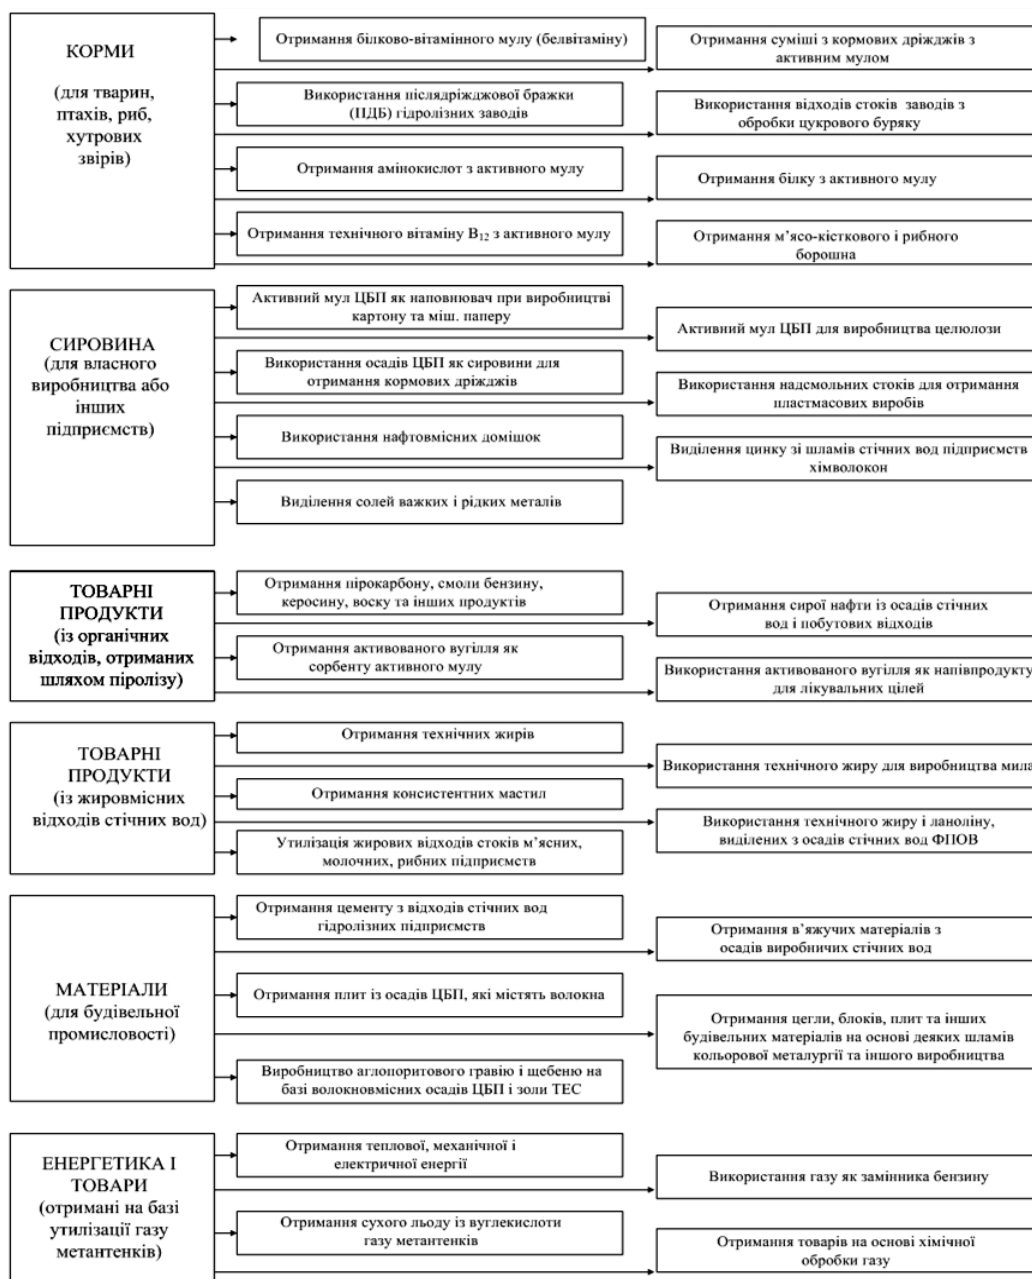 КОРМИ
(для тварин,
птахів, риб,
хутрових
звірів)
Отримання білково-вітамінного мулу (белвітаміну)
Отримання суміші з кормових дріжджів з
активним мулом
Використання післядріжджової бражки
(ПДБ) гідролізних заводів
Використання відходів стоків заводів з
обробки цукрового буряку
Отримання амінокислот з активного мулу
Отримання білку з активного мулу
Отримання технічного вітаміну В₁₂ з активного мулу
Отримання м’ясо-кісткового і рибного
борошна
СИРОВИНА
(для власного
виробництва або
інших
підприємств)
Активний мул ЦБП як наповнювач при виробництві
картону та міш. паперу
Активний мул ЦБП для виробництва целюлози
Використання осадів ЦБП як сировини для
отримання кормових дріжджів
Використання надсмольних стоків для отримання
пластмасових виробів
Використання нафтовмісних домішок
Виділення цинку зі шламів стічних вод підприємств
хімволокон
Виділення солей важких і рідких металів
ТОВАРНІ
ПРОДУКТИ
(із органічних
відходів, отриманих
шляхом піролізу)
Отримання пірокарбону, смоли бензину,
керосину, воску та інших продуктів
Отримання сирої нафти із осадів стічних
вод і побутових відходів
Отримання активованого вугілля як
сорбенту активного мулу
Використання активованого вугілля як напівпродукту
для лікувальних цілей
ТОВАРНІ
ПРОДУКТИ
(із жировмісних
відходів стічних вод)
Отримання технічних жирів
Використання технічного жиру для виробництва мила
Отримання консистентних мастил
Використання технічного жиру і ланоліну,
виділених з осадів стічних вод ФПОВ
Утилізація жирових відходів стоків м’ясних,
молочних, рибних підприємств
МАТЕРІАЛИ
(для будівельної
промисловості)
Отримання цементу з відходів стічних вод
гідролізних підприємств
Отримання в’яжучих матеріалів з
осадів виробничих стічних вод
Отримання плит із осадів ЦБП, які містять волокна
Отримання цегли, блоків, плит та інших
будівельних матеріалів на основі деяких шламів
кольорової металургії та іншого виробництва
Виробництво аглопоритового гравію і щебеню на
базі волокновмісних осадів ЦБП і золи ТЕС
ЕНЕРГЕТИКА І
ТОВАРИ
(отримані на базі
утилізації газу
метантенків)
Отримання теплової, механічної і
електричної енергії
Використання газу як замінника бензину
Отримання сухого льоду із вуглекислоти
газу метантенків
Отримання товарів на основі хімічної
обробки газу